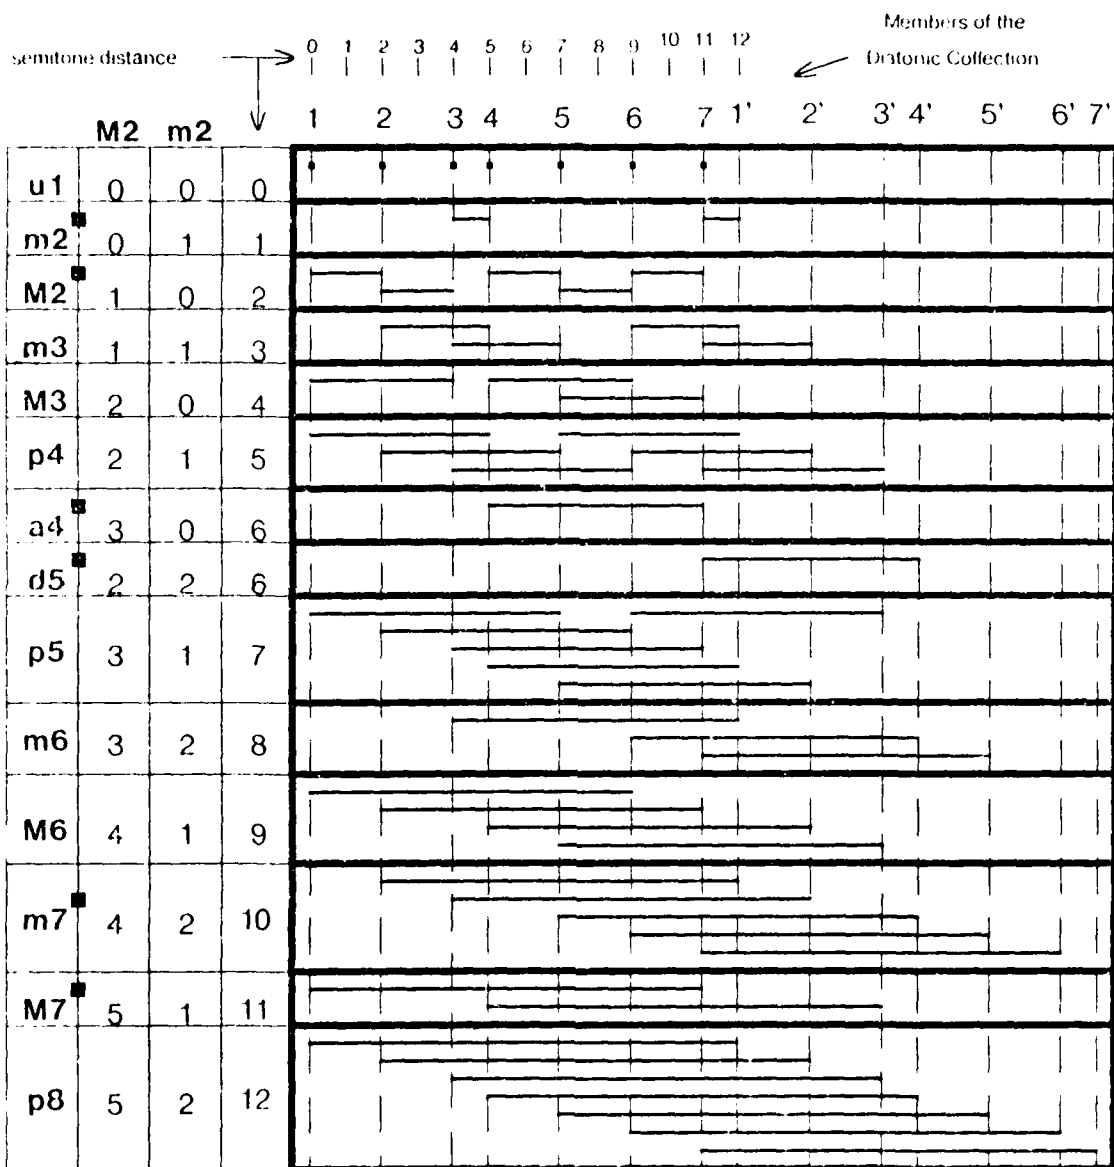 Members of the
0 1 2 3 4 5 6 7 8 9 10 11 12
semitone distance
Diatonic Collection
1 2 3 4 5 6 7 1' 2' 3' 4' 5' 6' 7'
M2 m2
u1 0 0 0
m2 0 1 1
M2 1 0 2
m3 1 1 3
M3 2 0 4
p4 2 1 5
a4 3 0 6
d5 2 2 6
p5 3 1 7
m6 3 2 8
M6 4 1 9
m7 4 2 10
M7 5 1 11
p8 5 2 12